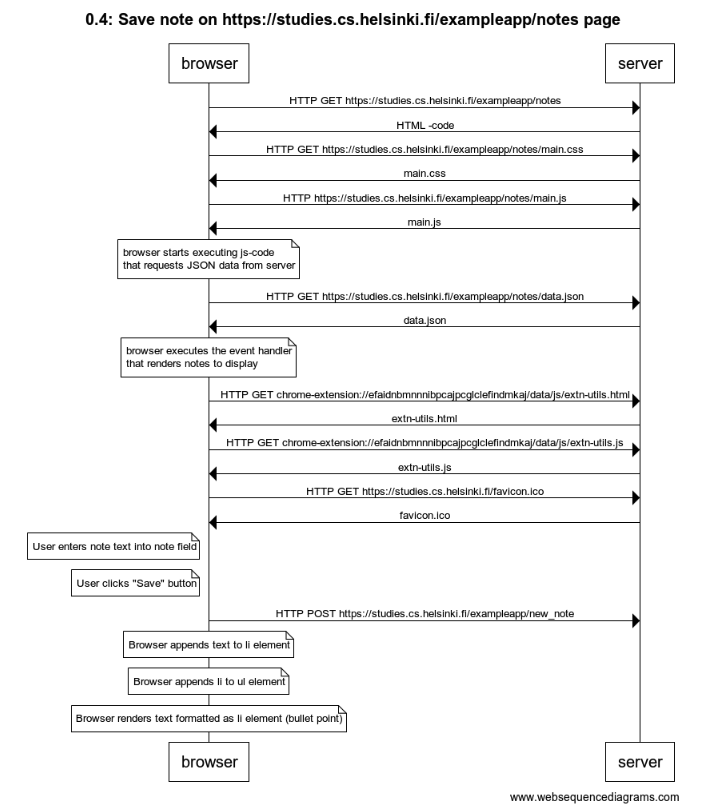 0.4: Save note on https://studies.cs.helsinki.fi/exampleapp/notes page
browser
server
HTTP GET https://studies.cs.helsinki.fi/exampleapp/notes
HTML -code
HTTP GET https://studies.cs.helsinki.fi/exampleapp/notes/main.css
main.css
HTTP https://studies.cs.helsinki.fi/exampleapp/notes/main.js
main.js
browser starts executing js-code
that requests JSON data from server
HTTP GET https://studies.cs.helsinki.fi/exampleapp/notes/data.json
data.json
browser executes the event handler
that renders notes to display
HTTP GET chrome-extension://efaidnbmnnnibpcajpcglclefindmkaj/data/js/extn-utils.html
extn-utils.html
HTTP GET chrome-extension://efaidnbmnnnibpcajpcglclefindmkaj/data/js/extn-utils.js
extn-utils.js
HTTP GET https://studies.cs.helsinki.fi/favicon.ico
favicon.ico
User enters note text into note field
User clicks "Save" button
HTTP POST https://studies.cs.helsinki.fi/exampleapp/new_note
Browser appends text to li element
Browser appends li to ul element
Browser renders text formatted as li element (bullet point)
browser
server
www.websequencediagrams.com